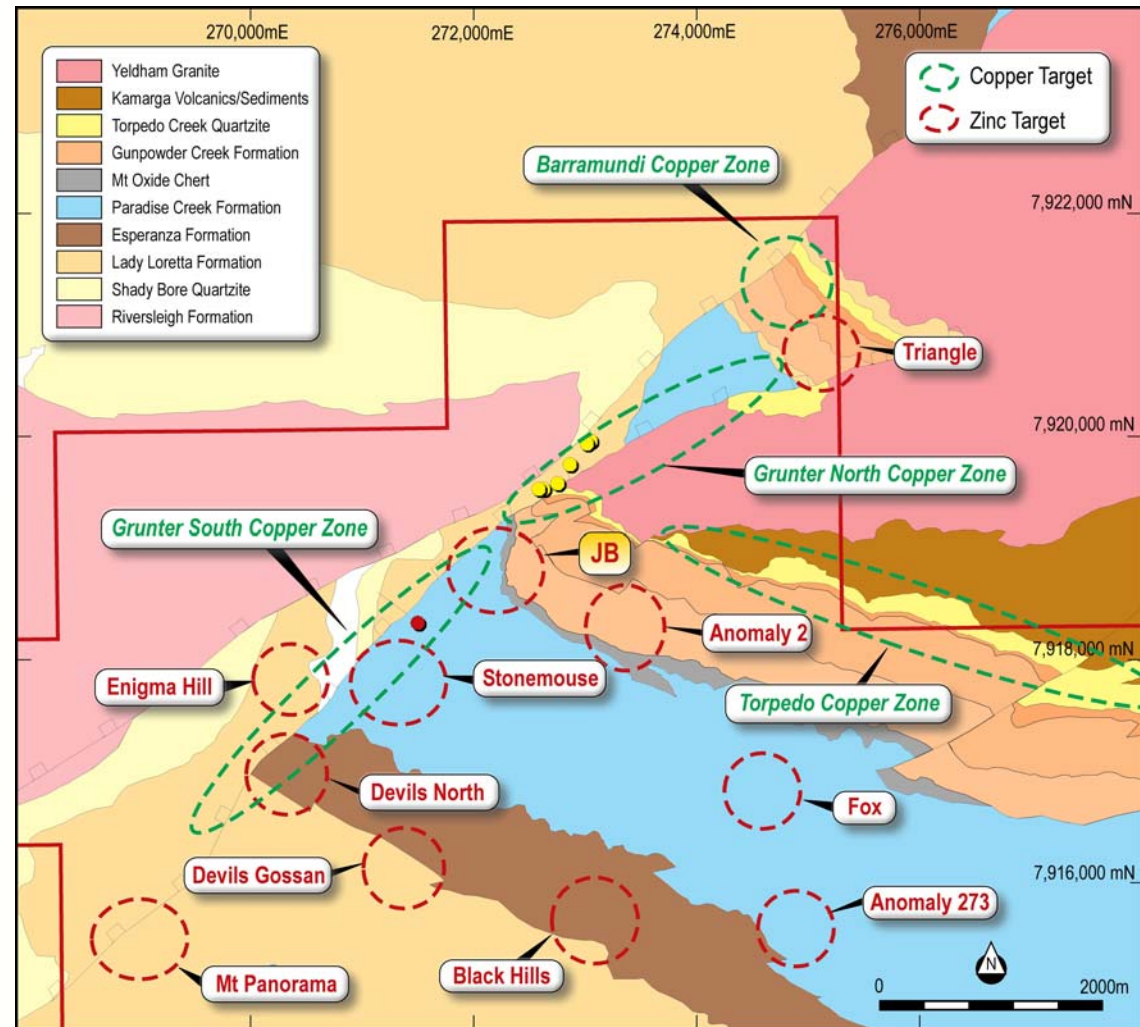 270,000mE
272,000mE
274,000mE
276,000mE
Yeldham Granite
Kamarga Volcanics/Sediments
Torpedo Creek Quartzite
Gunpowder Creek Formation
Mt Oxide Chert
Paradise Creek Formation
Esperanza Formation
Lady Loretta Formation
Shady Bore Quartzite
Riversleigh Formation
Copper Target
Zinc Target
Barramundi Copper Zone
7,922,000 mN
Triangle
7,920,000 mN
Grunter North Copper Zone
Grunter South Copper Zone
JB
Anomaly 2
7,918,000 mN
Enigma Hill
Stonemouse
Torpedo Copper Zone
Devils North
Fox
Devils Gossan
7,916,000 mN
Anomaly 273
Black Hills
Mt Panorama
N
0
2000m